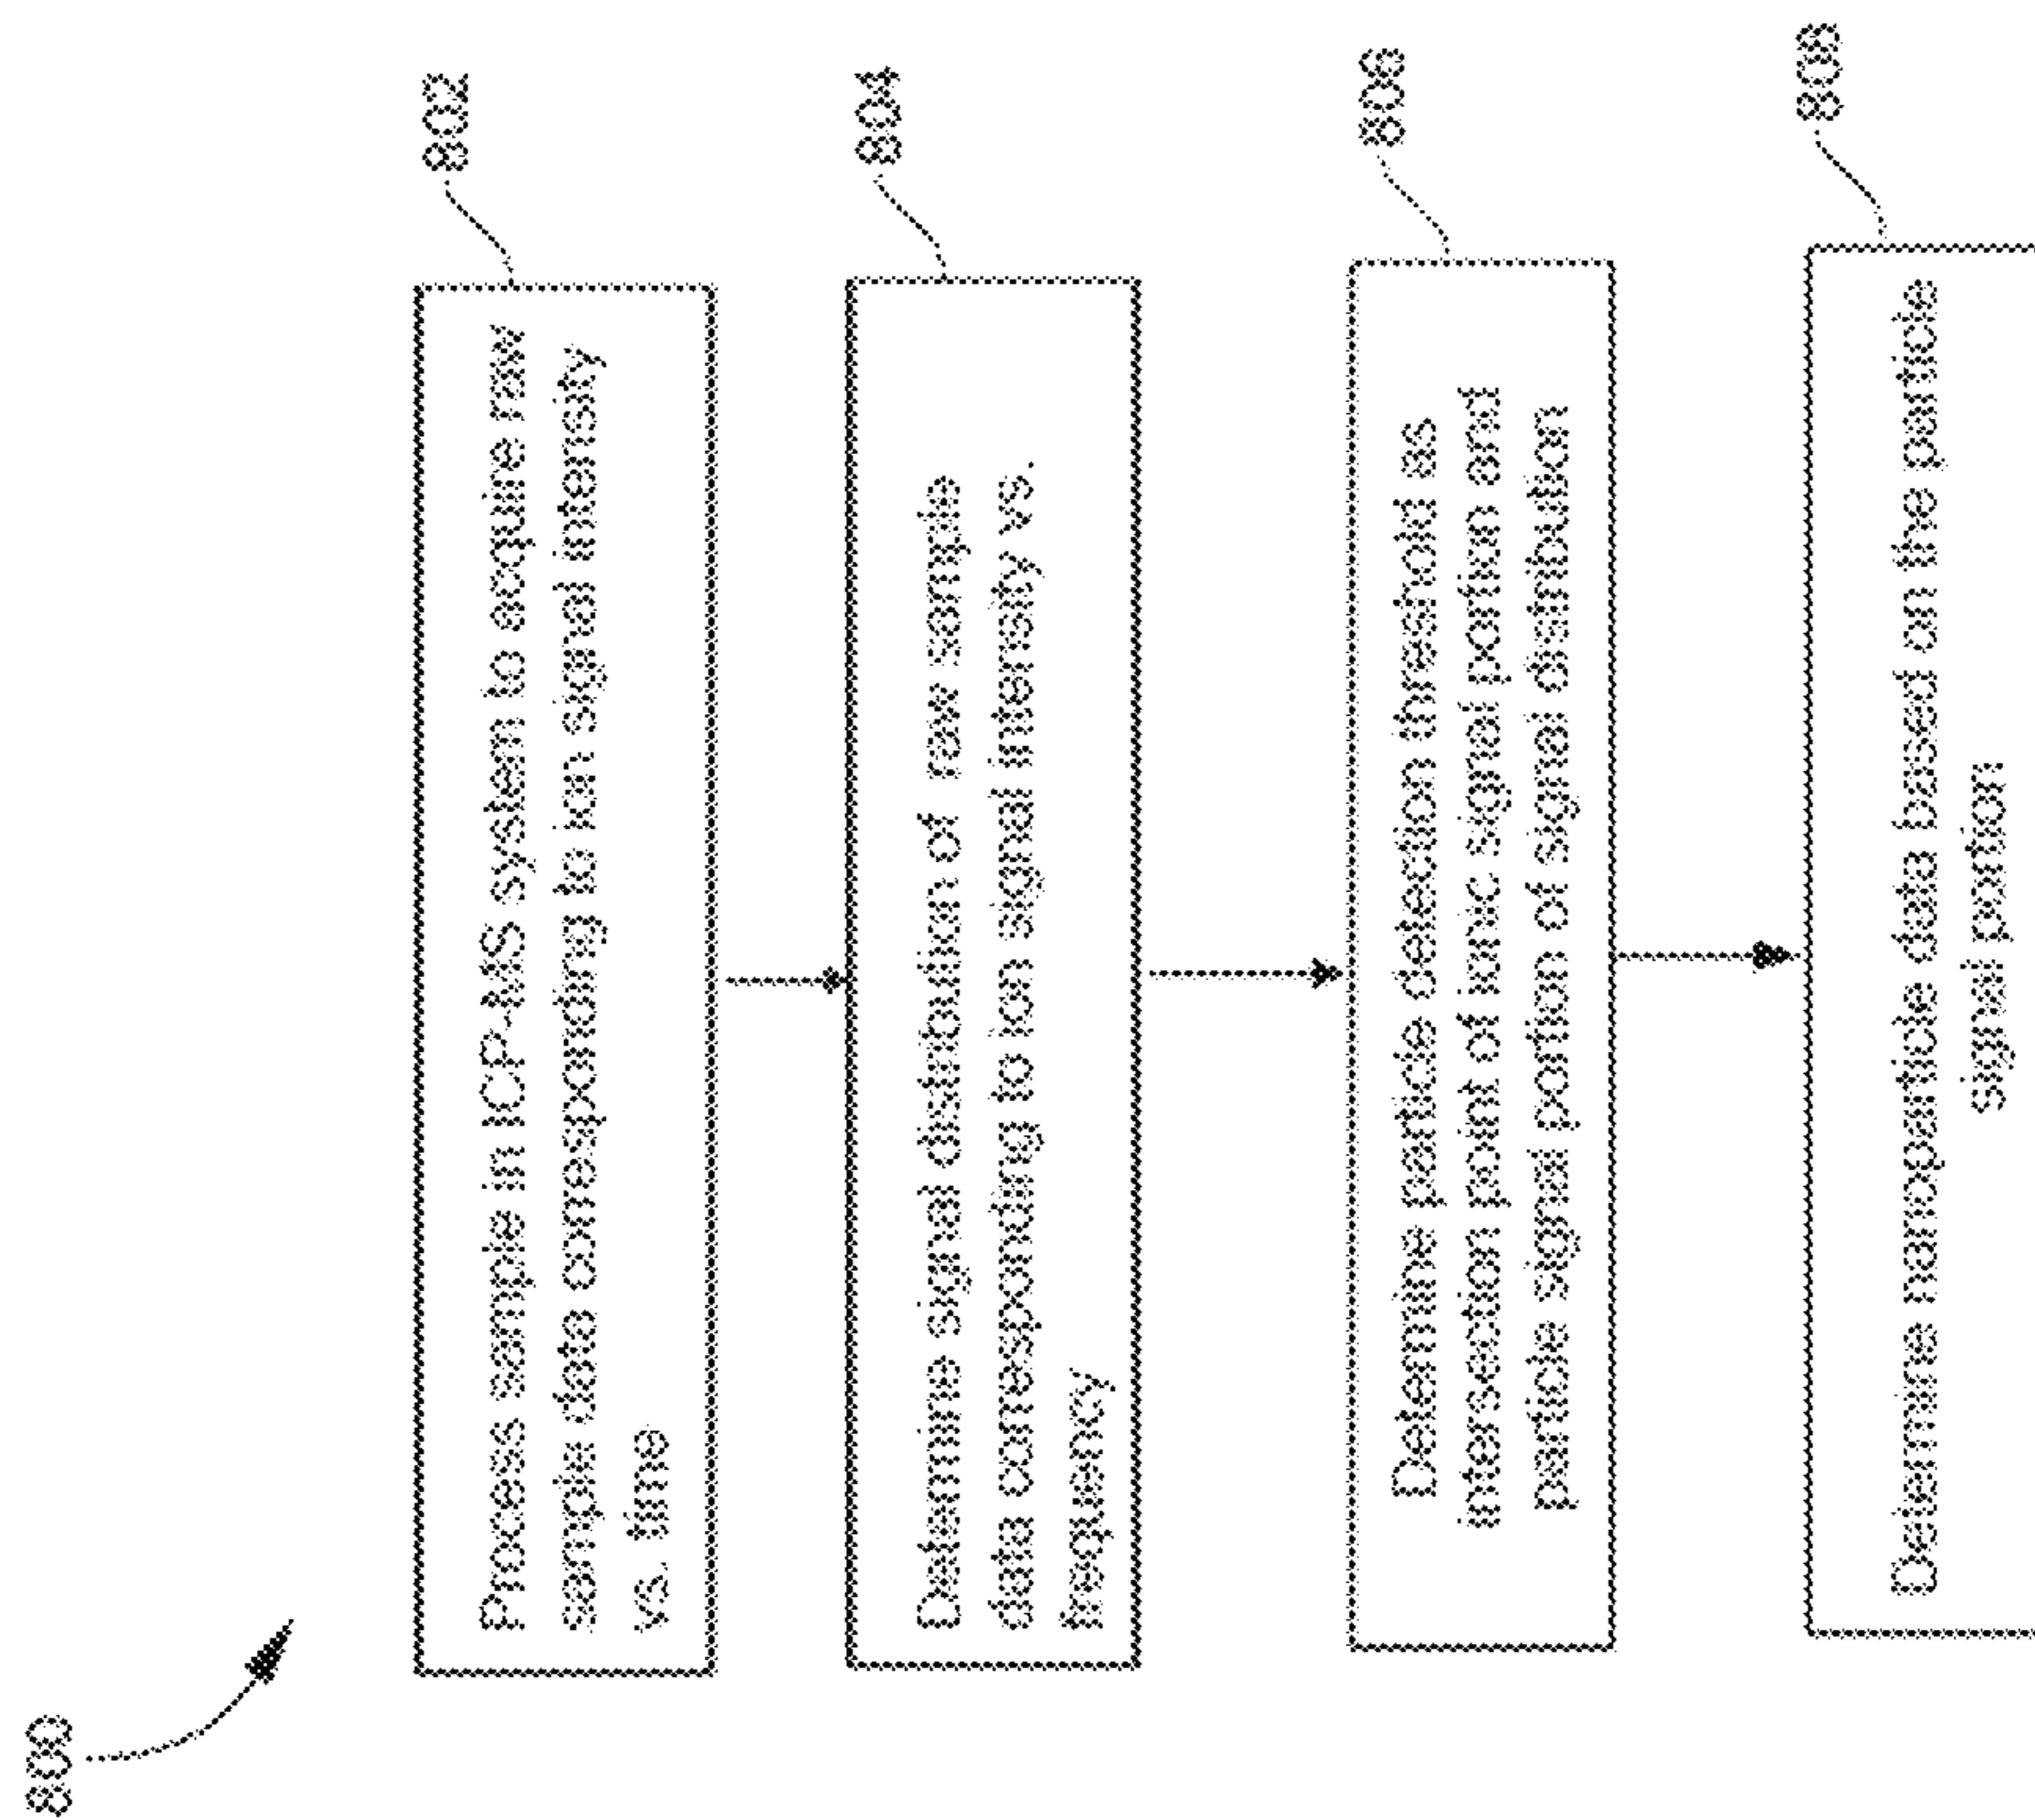 800
802
Process sample in ICP-MS system to acquire raw
sample data corresponding to ion signal intensity
vs. time
804
Determine signal distribution of raw sample
data corresponding to ion signal intensity vs.
frequency
806
Determine particle detection threshold as
intersection point of ionic signal portion and
particle signal portion of signal distribution
808
Determine nanoparticle data based on the particle
signal portion